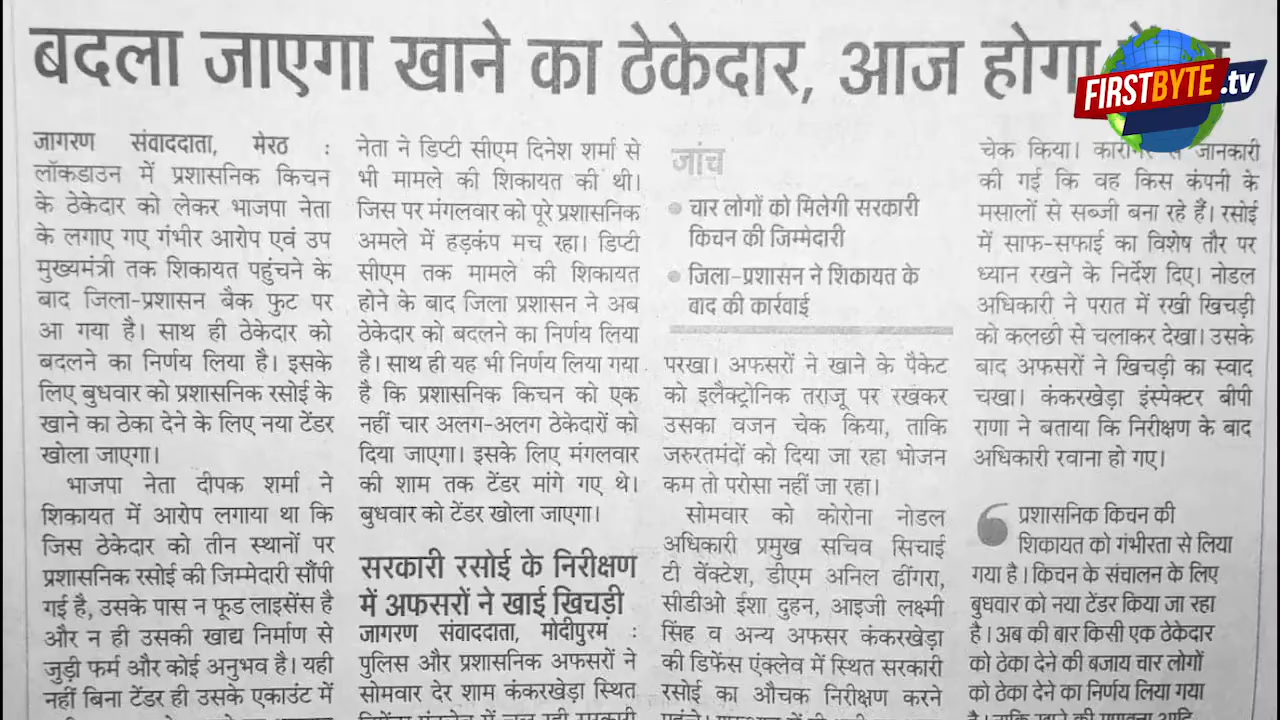 बदला जाएगा खाने का ठेकेदार, आज होगा
FIRSTBYTE.tv
जागरण संवाददाता, मेरठ :
लॉकडाउन में प्रशासनिक किचन
के ठेकेदार को लेकर भाजपा नेता
के लगाए गए गंभीर आरोप एवं उप
मुख्यमंत्री तक शिकायत पहुंचने के
बाद जिला-प्रशासन बैक फुट पर
आ गया है। साथ ही ठेकेदार को
बदलने का निर्णय लिया है। इसके
लिए बुधवार को प्रशासनिक रसोई के
खाने का ठेका देने के लिए नया टेंडर
खोला जाएगा।
भाजपा नेता दीपक शर्मा ने
शिकायत में आरोप लगाया था कि
जिस ठेकेदार को तीन स्थानों पर
प्रशासनिक रसोई की जिम्मेदारी सौंपी
गई है, उसके पास न फूड लाइसेंस है
और न ही उसकी खाद्य निर्माण से
जुड़ी फर्म और कोई अनुभव है। यही
नहीं बिना टेंडर ही उसके एकाउंट में
नेता ने डिप्टी सीएम दिनेश शर्मा से
भी मामले की शिकायत की थी।
जिस पर मंगलवार को पूरे प्रशासनिक
अमले में हड़कंप मच रहा। डिप्टी
सीएम तक मामले की शिकायत
होने के बाद जिला प्रशासन ने अब
ठेकेदार को बदलने का निर्णय लिया
है। साथ ही यह भी निर्णय लिया गया
है कि प्रशासनिक किचन को एक
नहीं चार अलग-अलग ठेकेदारों को
दिया जाएगा। इसके लिए मंगलवार
की शाम तक टेंडर मांगे गए थे।
बुधवार को टेंडर खोला जाएगा।
सरकारी रसोई के निरीक्षण
में अफसरों ने खाई खिचड़ी
जागरण संवाददाता, मोदीपुरम :
पुलिस और प्रशासनिक अफसरों ने
सोमवार देर शाम कंकरखेड़ा स्थित
जांच
चार लोगों को मिलेगी सरकारी
किचन की जिम्मेदारी
जिला-प्रशासन ने शिकायत के
बाद की कार्रवाई
परखा। अफसरों ने खाने के पैकेट
को इलैक्ट्रोनिक तराजू पर रखकर
उसका वजन चेक किया, ताकि
जरुरतमंदों को दिया जा रहा भोजन
कम तो परोसा नहीं जा रहा।
सोमवार को कोरोना नोडल
अधिकारी प्रमुख सचिव सिचाई
टी वेंक्टेश, डीएम अनिल ढींगरा,
सीडीओ ईशा दुहन, आइजी लक्ष्मी
सिंह व अन्य अफसर कंकरखेड़ा
की डिफेंस एंक्लेव में स्थित सरकारी
रसोई का औचक निरीक्षण करने
चेक किया। जानकारी
की गई कि वह किस कंपनी के
मसालों से सब्जी बना रहे हैं। रसोई
में साफ-सफाई का विशेष तौर पर
ध्यान रखने के निर्देश दिए। नोडल
अधिकारी ने परात में रखी खिचड़ी
को कलछी से चलाकर देखा। उसके
बाद अफसरों ने खिचड़ी का स्वाद
चखा। कंकरखेड़ा इंस्पेक्टर बीपी
राणा ने बताया कि निरीक्षण के बाद
अधिकारी रवाना हो गए।
प्रशासनिक किचन की
शिकायत को गंभीरता से लिया
गया है। किचन के संचालन के लिए
बुधवार को नया टेंडर किया जा रहा
है। अब की बार किसी एक ठेकेदार
को ठेका देने की बजाय चार लोगों
को ठेका देने का निर्णय लिया गया